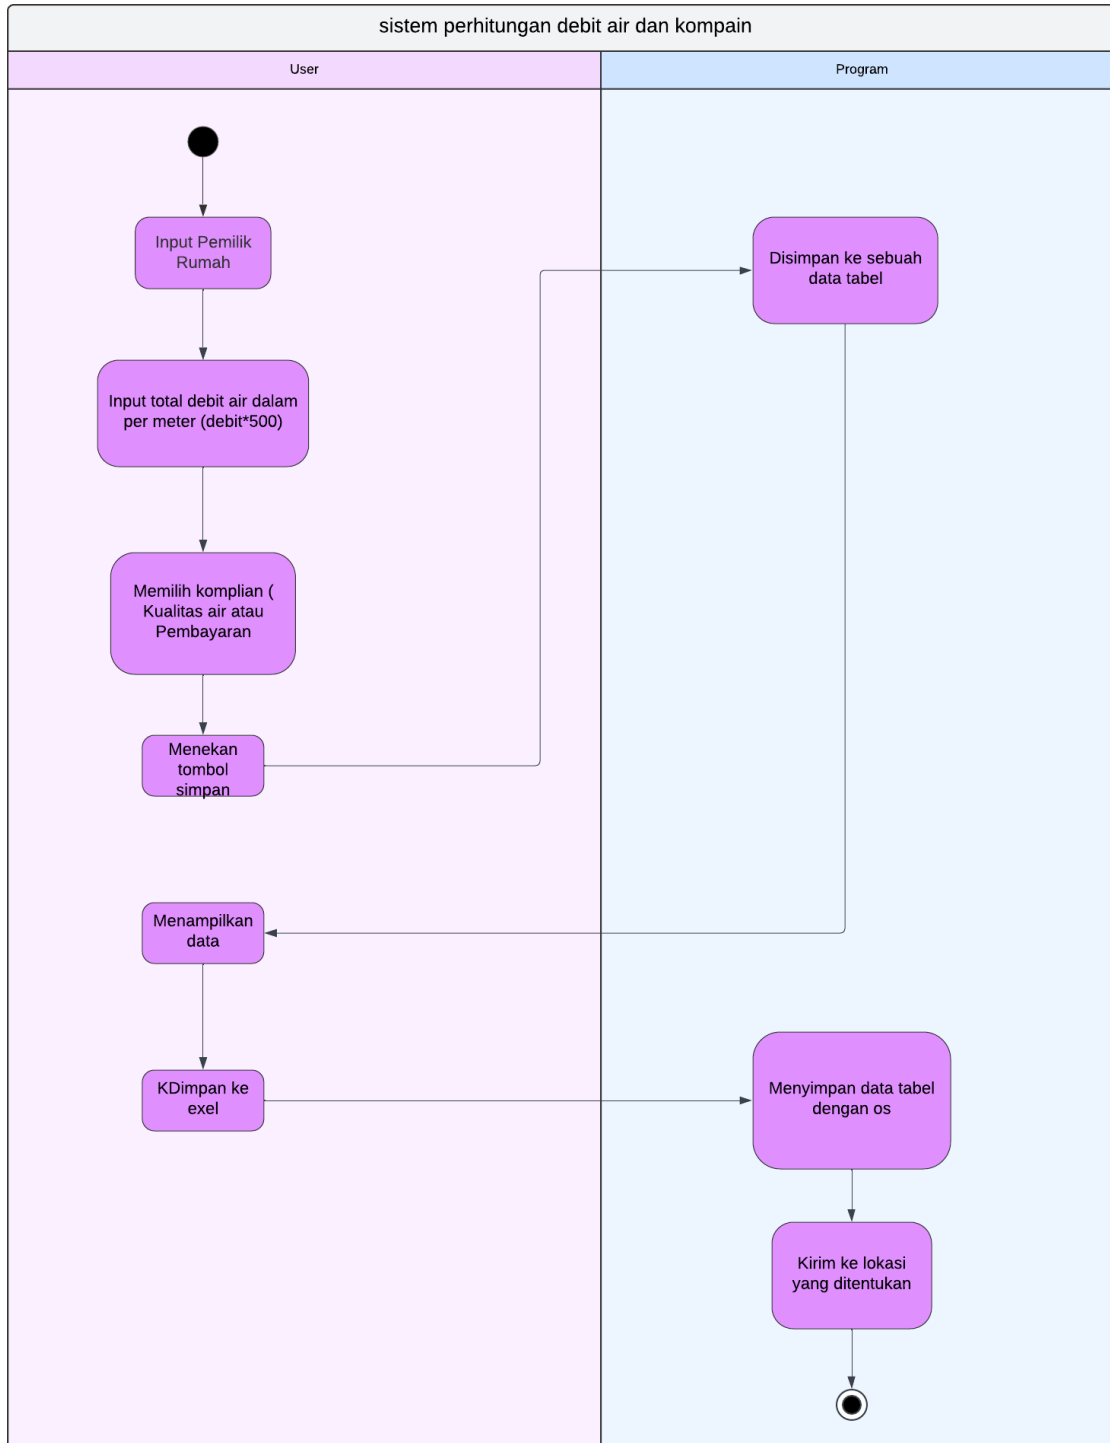 sistem perhitungan debit air dan kompain
User
Program
Input Pemilik
Rumah
Input total debit air dalam
per meter (debit*500)
Memilih komplian (
Kualitas air atau
Pembayaran
Menekan
tombol
simpan
Disimpan ke sebuah
data tabel
Menampilkan
data
KDimpan ke
exel
Menyimpan data tabel
dengan os
Kirim ke lokasi
yang ditentukan